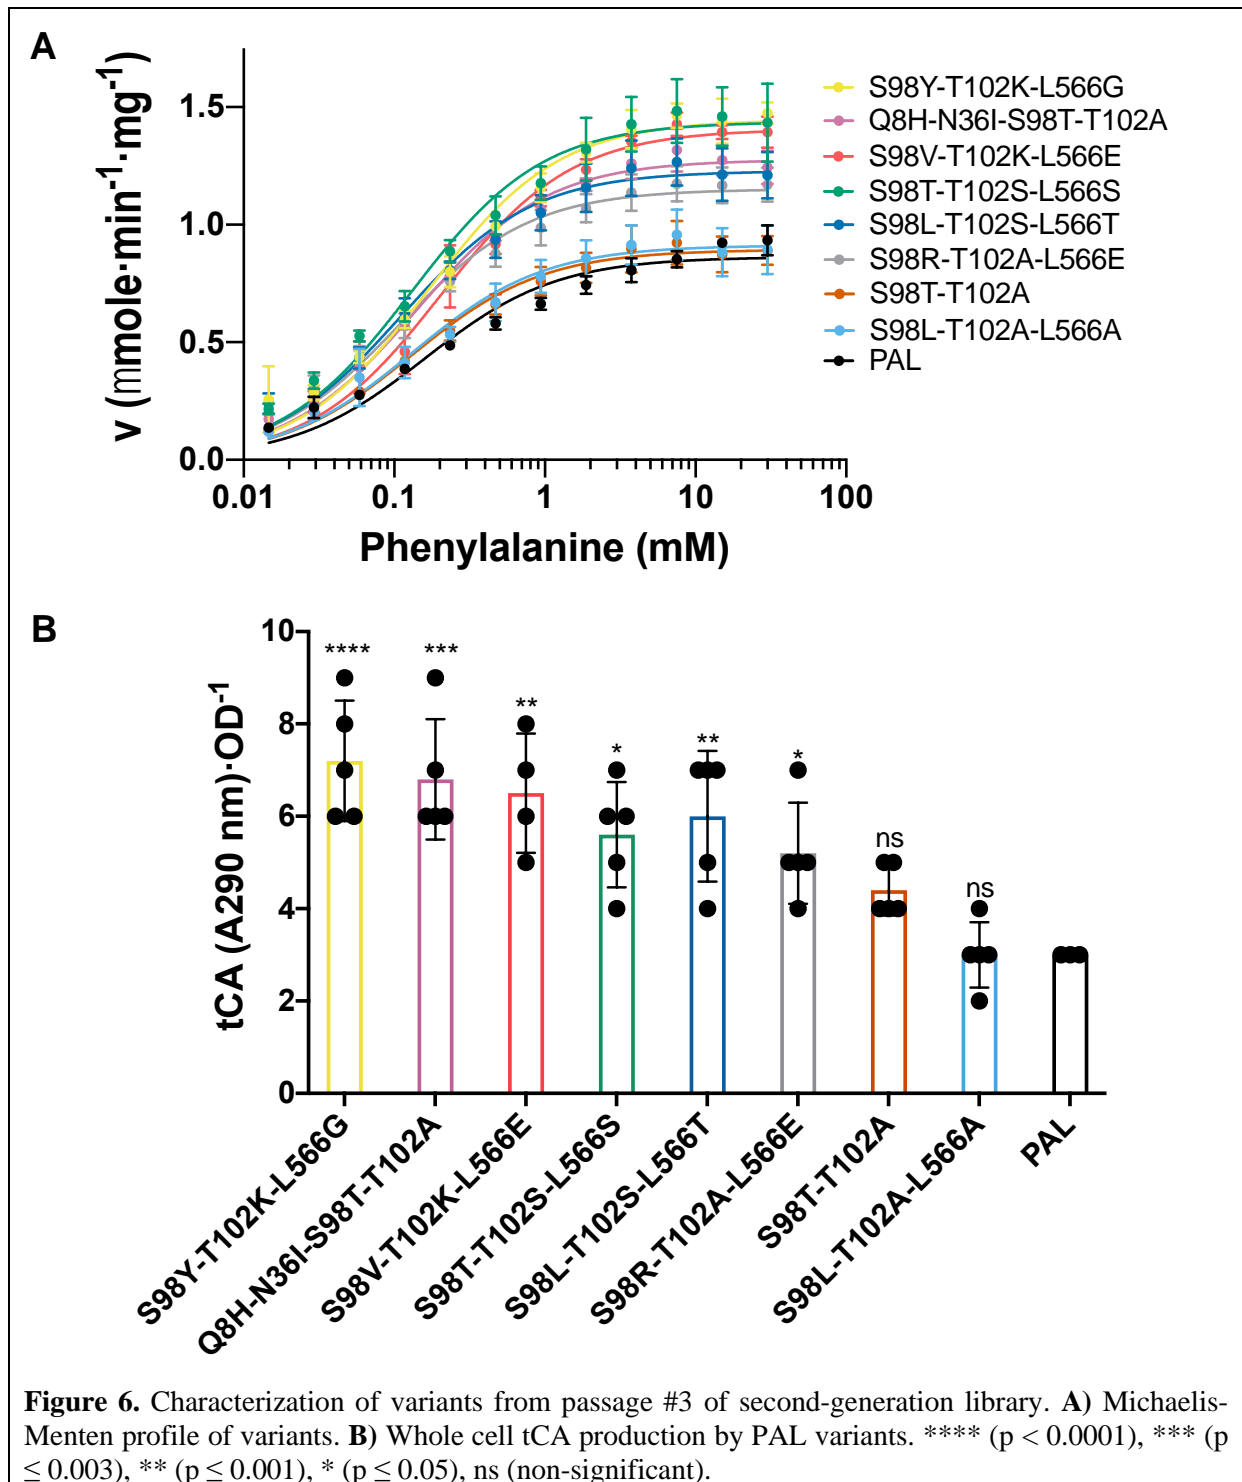 A
v (mmole·min⁻¹·mg⁻¹)
1.5
1.0
0.5
0.0
0.01 0.1 1 10 100
Phenylalanine (mM)
S98Y-T102K-L566G
Q8H-N36I-S98T-T102A
S98V-T102K-L566E
S98T-T102S-L566S
S98L-T102S-L566T
S98R-T102A-L566E
S98T-T102A
S98L-T102A-L566A
PAL
B
tCA (A290 nm)·OD⁻¹
10
8
6
4
2
0
**** *** ** * ** * ns ns
S98Y-T102K-L566G
Q8H-N36I-S98T-T102A
S98V-T102K-L566E
S98T-T102S-L566S
S98L-T102S-L566T
S98R-T102A-L566E
S98T-T102A
S98L-T102A-L566A
PAL
Figure 6. Characterization of variants from passage #3 of second-generation library. A) Michaelis-
Menten profile of variants. B) Whole cell tCA production by PAL variants. **** (p < 0.0001), *** (p
≤ 0.003), ** (p ≤ 0.001), * (p ≤ 0.05), ns (non-significant).